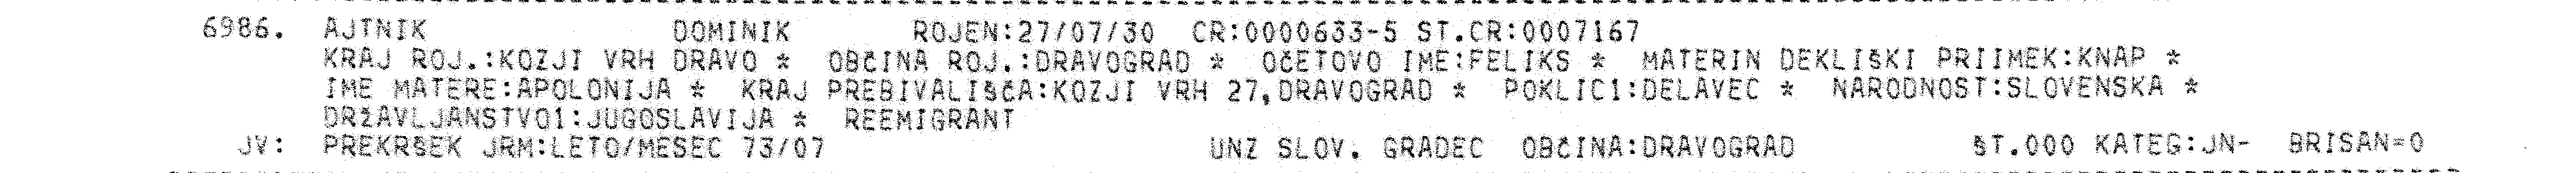 6986. AJTNIK DOMINIK ROJEN:27/07/30 CR:0000633-5 ST.CR:0007167
KRAJ ROJ.:KOZJI VRH DRAVO * OBČINA ROJ.:DRAVOGRAD * OČETOVO IME:FELIKS * MATERIN DEKLIŠKI PRIIMEK:KNAP *
IME MATERE:APOLONIJA * KRAJ PREBIVALIŠČA:KOZJI VRH 27,DRAVOGRAD * POKLIC1:DELAVEC * NARODNOST:SLOVENSKA *
DRŽAVLJANSTVO1:JUGOSLAVIJA * REEMIGRANT
JV: PREKRŠEK JRM:LETO/MESEC 73/07 UNZ SLOV. GRADEC OBČINA:DRAVOGRAD ŠT.000 KATEG:JN- BRISAN=0